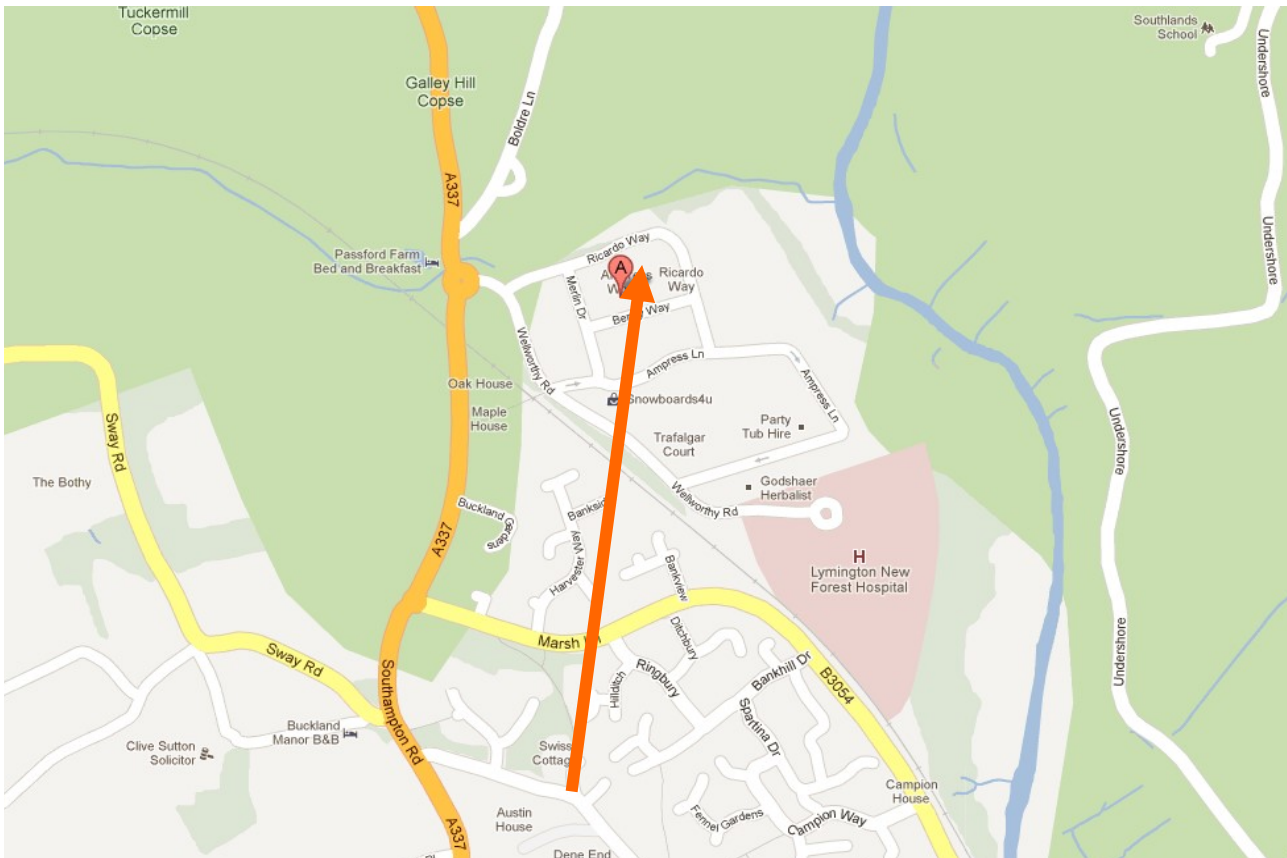 Tuckermill
Copse
Southlands
School
Undershore
Galley Hill
Copse
Boldre Ln
A337
Undershore
Passford Farm
Bed and Breakfast
Ricardo Way
A
Ricardo
Way
Merlin Dr
Way
Wellworthy Rd
Ampress Ln
Oak House
Ampress Ln
Snowboards4u
Maple
House
Party
Tub Hire
Trafalgar
Court
Sway Rd
Undershore
The Bothy
Godshaer
Herbalist
Wellworthy Rd
Buckland Gardens
A337
Harvester Way
H
Lymington New
Forest Hospital
Bankview
Marsh
Ditchbury
Undershore
Sway Rd
Ringbury
Bankhill Dr
Hillditch
B3054
Southampton Rd
Spartina Dr
Buckland
Manor B&B
Clive Sutton
Solicitor
Campion
House
Austin
House
Fennel Gardens
Campion Way
A337
Dene End